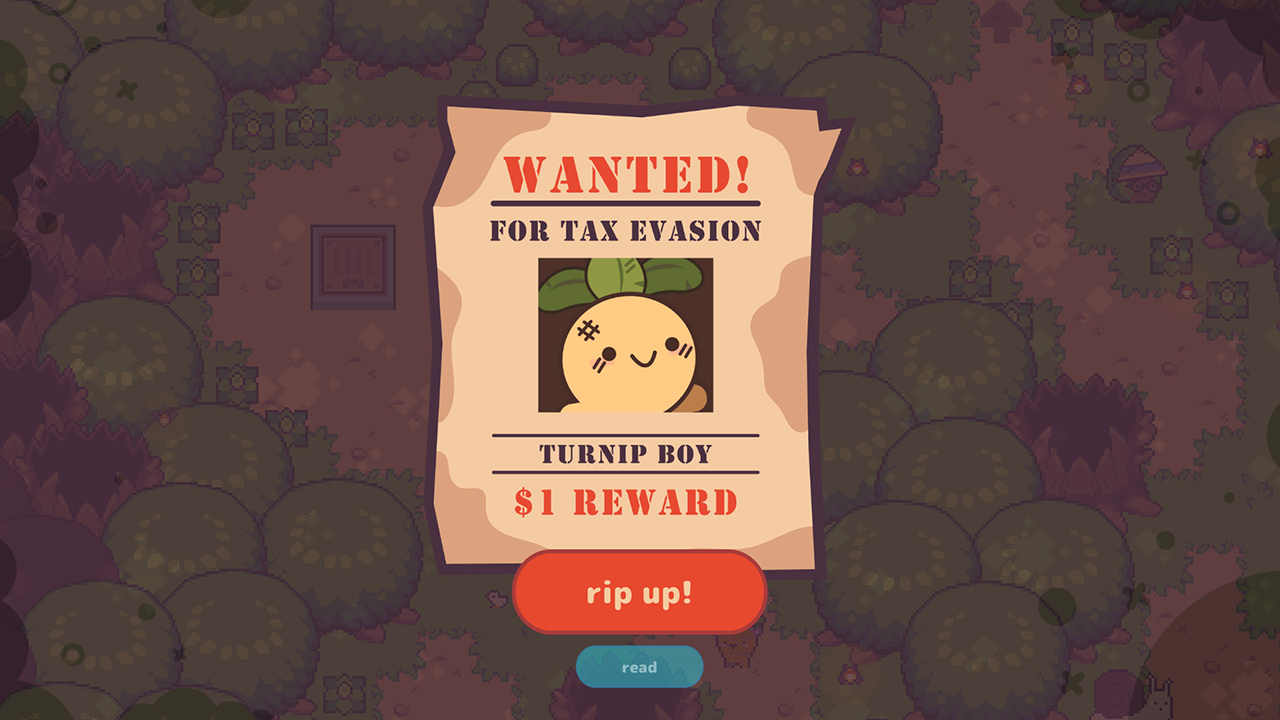 WANTED!
FOR TAX EVASION
TURNIP BOY
$1 REWARD
rip up!
read